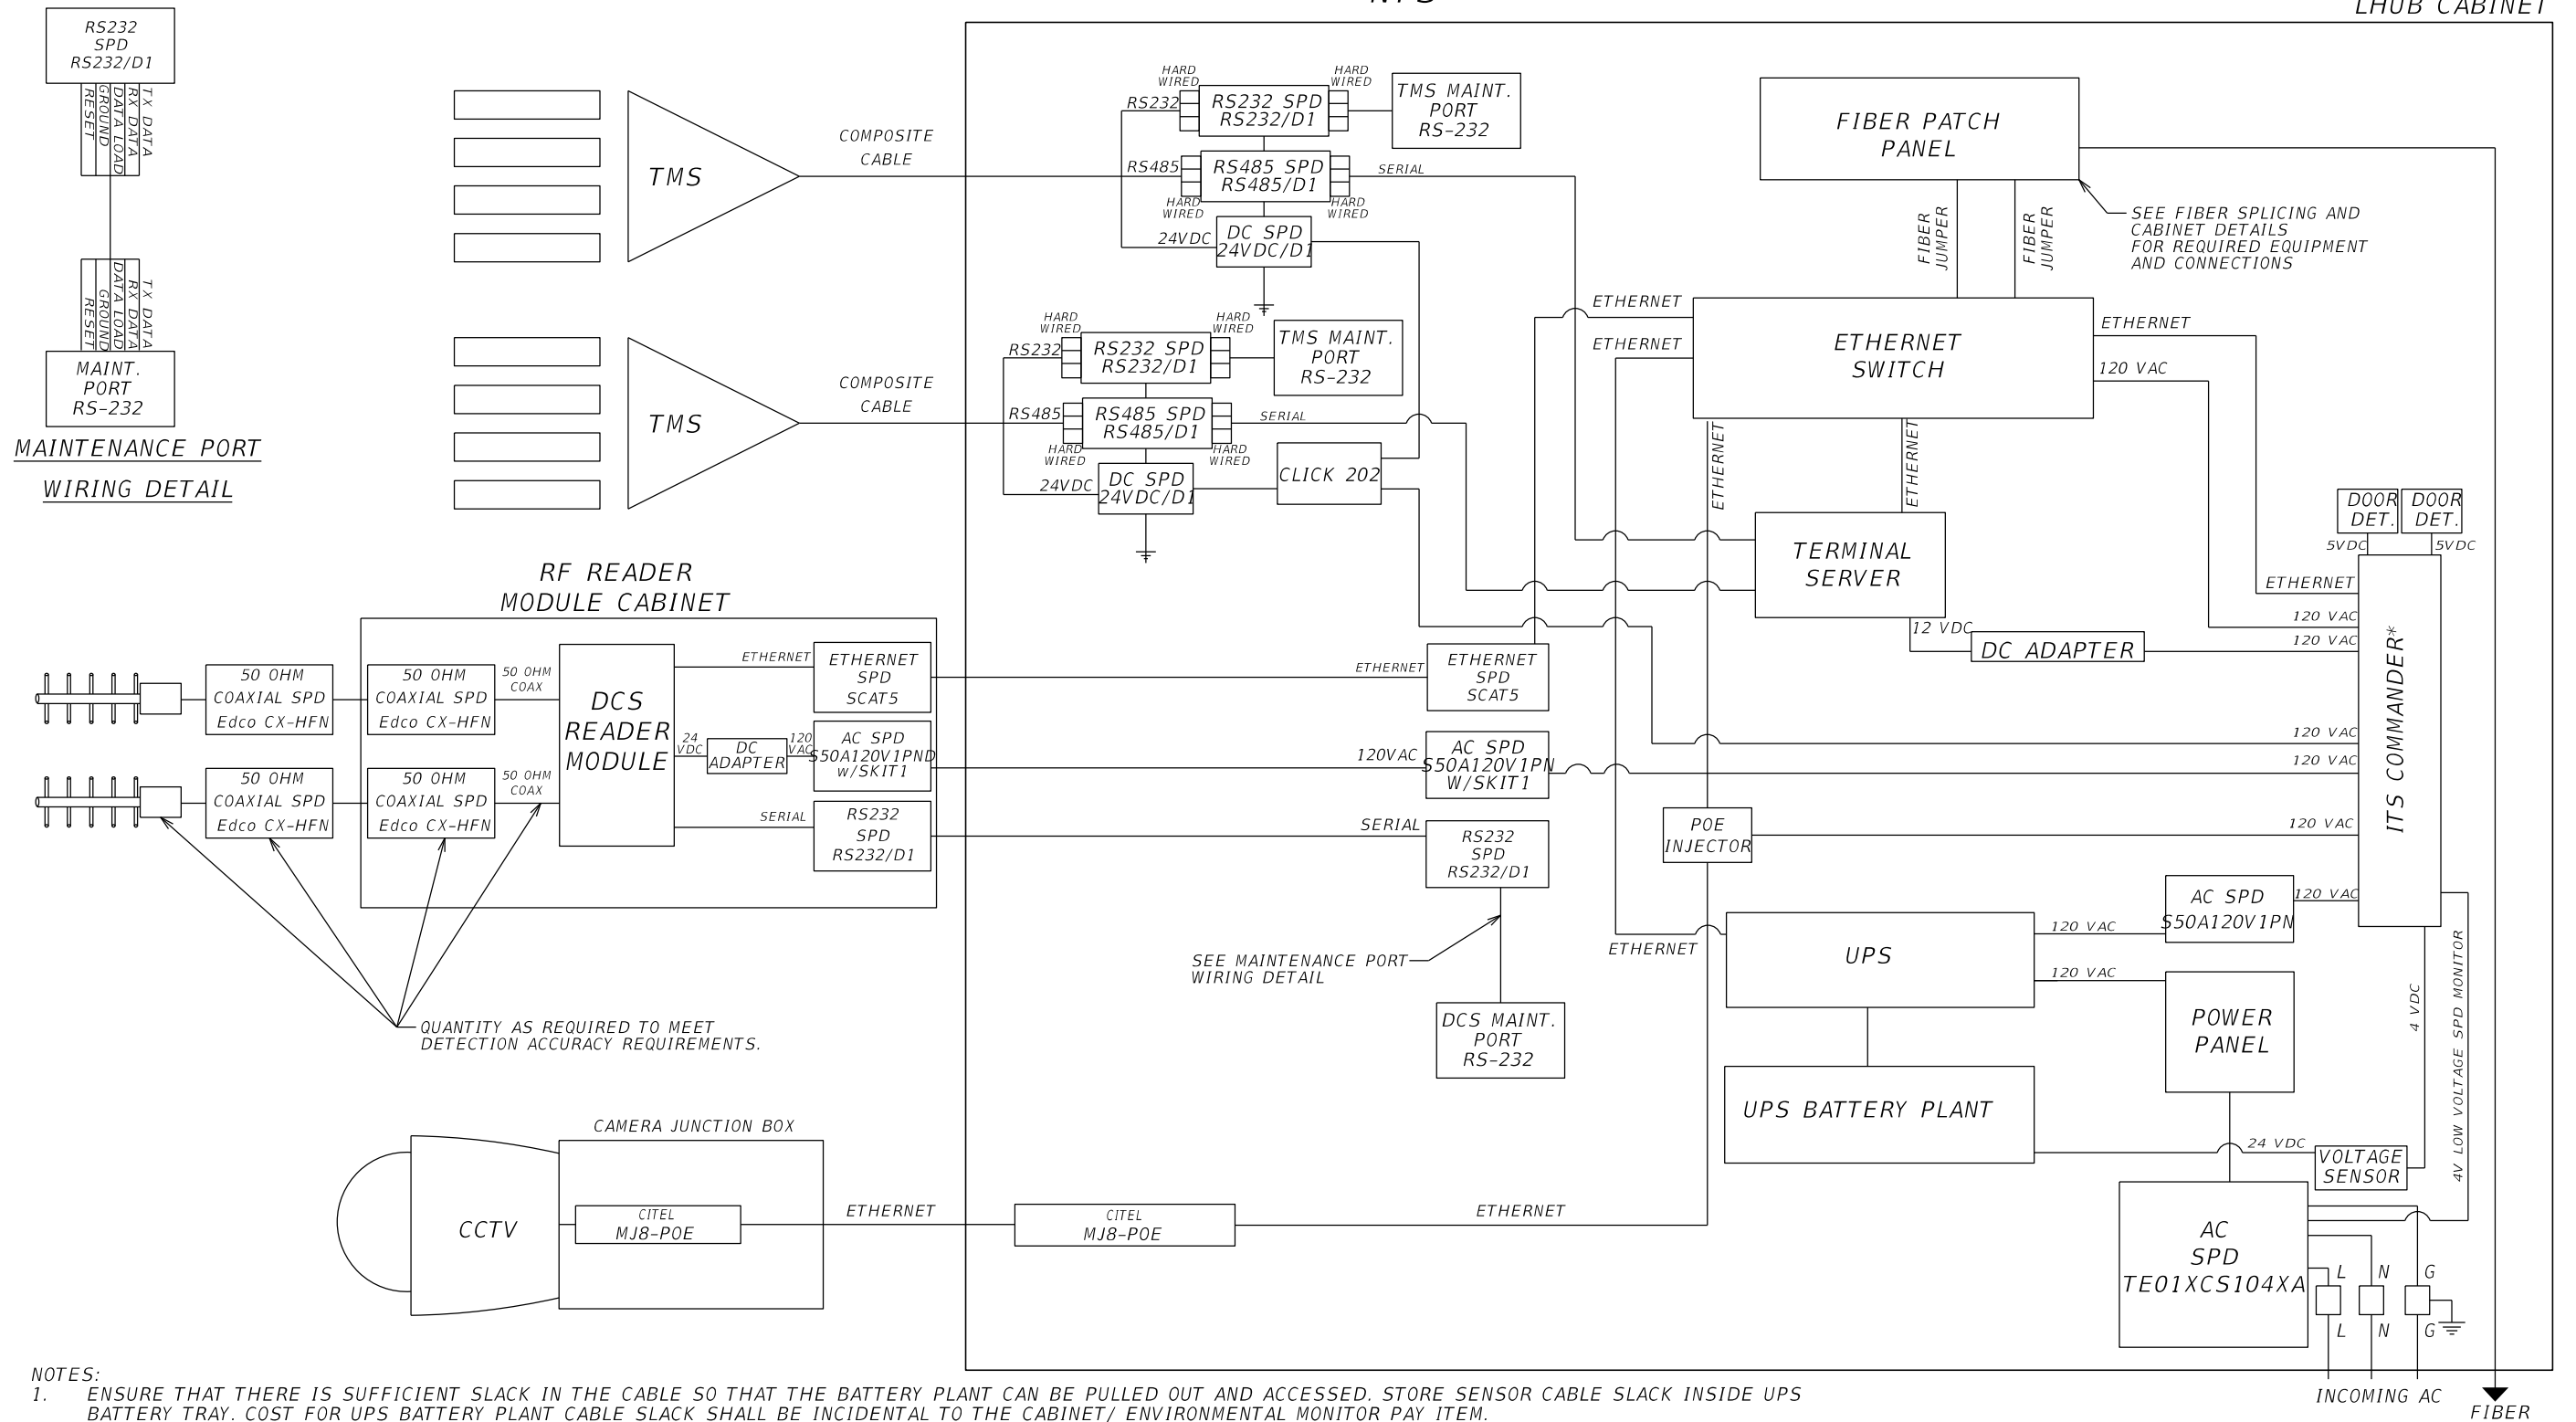 LHUB CABINET
RS232
SPD
RS232/D1
RESET
GROUND
DATA LOAD
RX DATA
TX DATA
RESET
GROUND
DATA LOAD
RX DATA
TX DATA
MAINT.
PORT
RS-232
MAINTENANCE PORT
WIRING DETAIL
TMS
COMPOSITE
CABLE
RS232
HARD
WIRED
RS232 SPD
RS232/D1
HARD
WIRED
TMS MAINT.
PORT
RS-232
RS485
RS485 SPD
RS485/D1
SERIAL
HARD
WIRED
HARD
WIRED
24VDC
DC SPD
24VDC/D1
TMS
COMPOSITE
CABLE
HARD
WIRED
HARD
WIRED
RS232
RS232 SPD
RS232/D1
TMS MAINT.
PORT
RS-232
RS485
RS485 SPD
RS485/D1
SERIAL
HARD
WIRED
HARD
WIRED
24VDC
DC SPD
24VDC/D1
CLICK 202
FIBER PATCH
PANEL
FIBER
JUMPER
FIBER
JUMPER
SEE FIBER SPLICING AND
CABINET DETAILS
FOR REQUIRED EQUIPMENT
AND CONNECTIONS
ETHERNET
ETHERNET
ETHERNET
SWITCH
ETHERNET
120 VAC
ETHERNET
ETHERNET
TERMINAL
SERVER
12 VDC
DC ADAPTER
DOOR
DET.
DOOR
DET.
5VDC
5VDC
ETHERNET
120 VAC
120 VAC
120 VAC
120 VAC
120 VAC
120 VAC
ITS COMMANDER*
RF READER
MODULE CABINET
50 OHM
COAXIAL SPD
Edco CX-HFN
50 OHM
COAXIAL SPD
Edco CX-HFN
50 OHM
COAX
50 OHM
COAXIAL SPD
Edco CX-HFN
50 OHM
COAXIAL SPD
Edco CX-HFN
50 OHM
COAX
DCS
READER
MODULE
ETHERNET
ETHERNET
SPD
SCAT5
24
VDC
DC
ADAPTER
120
VAC
AC SPD
S50A120V1PND
w/SKIT1
SERIAL
RS232
SPD
RS232/D1
ETHERNET
ETHERNET
SPD
SCAT5
120VAC
AC SPD
S50A120V1PN
W/SKIT1
SERIAL
RS232
SPD
RS232/D1
SEE MAINTENANCE PORT
WIRING DETAIL
DCS MAINT.
PORT
RS-232
POE
INJECTOR
ETHERNET
UPS
120 VAC
AC SPD
S50A120V1PN
120 VAC
POWER
PANEL
UPS BATTERY PLANT
24 VDC
VOLTAGE
SENSOR
4 VDC
4V LOW VOLTAGE SPD MONITOR
QUANTITY AS REQUIRED TO MEET
DETECTION ACCURACY REQUIREMENTS.
CAMERA JUNCTION BOX
CCTV
CITEL
MJ8-POE
ETHERNET
CITEL
MJ8-POE
ETHERNET
AC
SPD
TE01XCS104XA
L N G
L N G
INCOMING AC
FIBER
NOTES:
1. ENSURE THAT THERE IS SUFFICIENT SLACK IN THE CABLE SO THAT THE BATTERY PLANT CAN BE PULLED OUT AND ACCESSED. STORE SENSOR CABLE SLACK INSIDE UPS
BATTERY TRAY. COST FOR UPS BATTERY PLANT CABLE SLACK SHALL BE INCIDENTAL TO THE CABINET/ ENVIRONMENTAL MONITOR PAY ITEM.